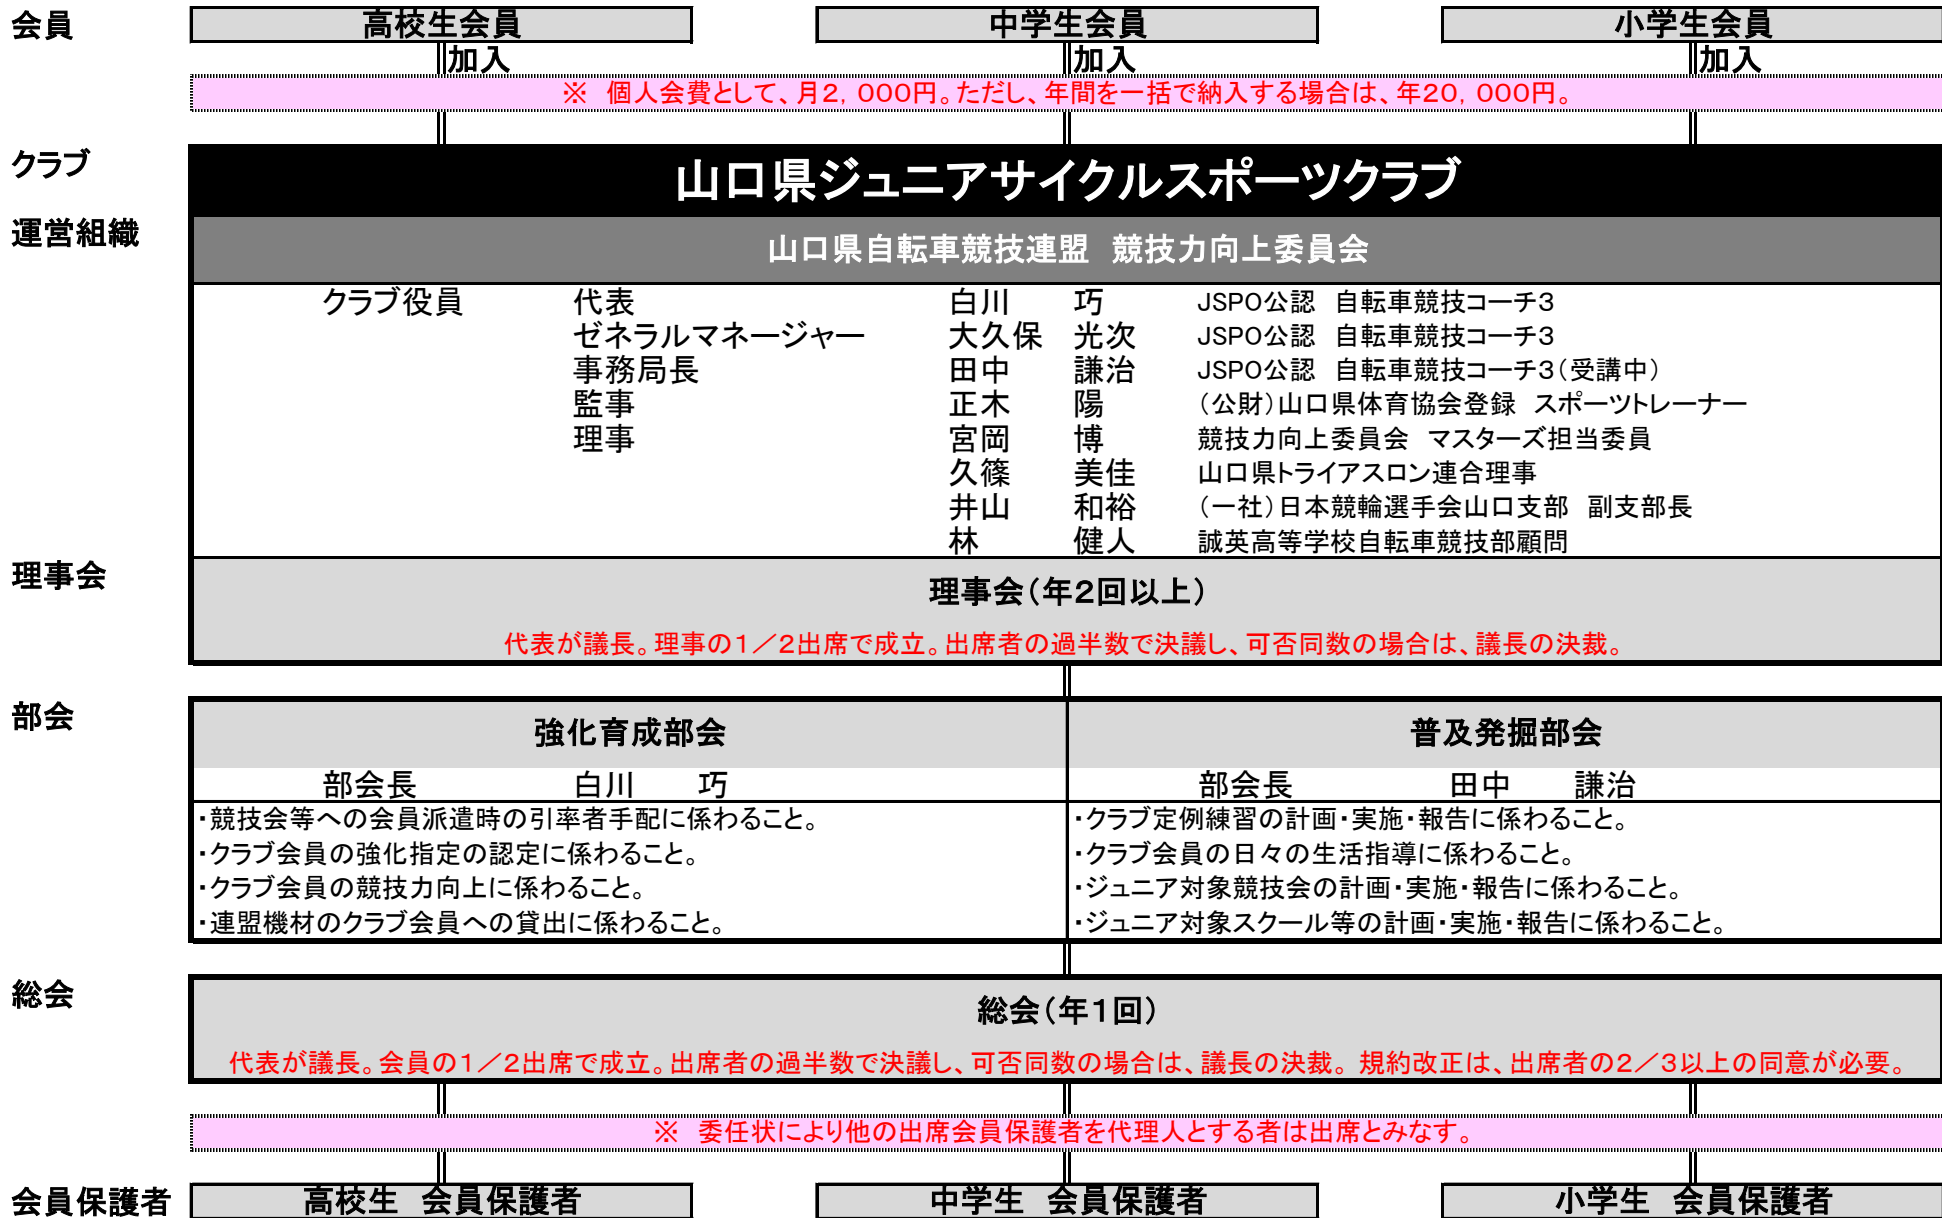 会員 高校生会員 中学生会員 小学生会員
加入 加入 加入
※　個人会費として、月2，000円。ただし、年間を一括で納入する場合は、年20，000円。
クラブ 山口県ジュニアサイクルスポーツクラブ
運営組織 山口県自転車競技連盟　競技力向上委員会
クラブ役員 代表 白川　巧 JSPO公認　自転車競技コーチ3
ゼネラルマネージャー 大久保　光次 JSPO公認　自転車競技コーチ3
事務局長 田中　謙治 JSPO公認　自転車競技コーチ3（受講中）
監事 正木　陽 （公財）山口県体育協会登録　スポーツトレーナー
理事 宮岡　博 競技力向上委員会　マスターズ担当委員
久篠　美佳 山口県トライアスロン連合理事
井山　和裕 （一社）日本競輪選手会山口支部　副支部長
林　健人 誠英高等学校自転車競技部顧問
理事会 理事会（年2回以上）
代表が議長。理事の1／2出席で成立。出席者の過半数で決議し、可否同数の場合は、議長の決裁。
部会 強化育成部会 普及発掘部会
部会長 白川　巧 部会長 田中　謙治
・競技会等への会員派遣時の引率者手配に係わること。 ・クラブ定例練習の計画・実施・報告に係わること。
・クラブ会員の強化指定の認定に係わること。 ・クラブ会員の日々の生活指導に係わること。
・クラブ会員の競技力向上に係わること。 ・ジュニア対象競技会の計画・実施・報告に係わること。
・連盟機材のクラブ会員への貸出に係わること。 ・ジュニア対象スクール等の計画・実施・報告に係わること。
総会 総会（年1回）
代表が議長。会員の1／2出席で成立。出席者の過半数で決議し、可否同数の場合は、議長の決裁。規約改正は、出席者の2／3以上の同意が必要。
※　委任状により他の出席会員保護者を代理人とする者は出席とみなす。
会員保護者 高校生　会員保護者 中学生　会員保護者 小学生　会員保護者